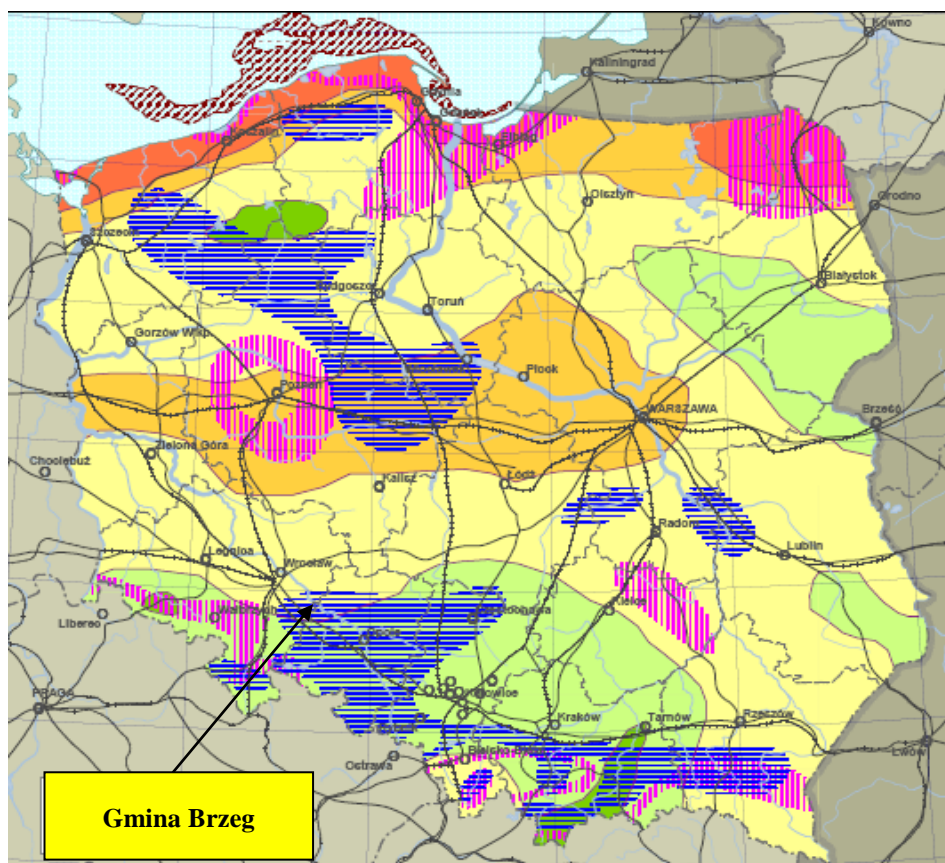 Kowno
Kaliningrad
Gdynia
Gdańsk
Elbląg
Koszalin
Olsztyn
Grodno
Szczecin
Białystok
Bydgoszcz
Toruń
Gorzów Wlkp.
Płock
Poznań
WARSZAWA
Brześć
Zielona Góra
Chociebuż
Kalisz
Łódź
Radom
Legnica
Lublin
Wrocław
Kielce
Liberec
Opole
PRAGA
Katowice
Kraków
Tarnów
Rzeszów
Lwów
Ostrawa
Bielsko Biała
Gmina Brzeg